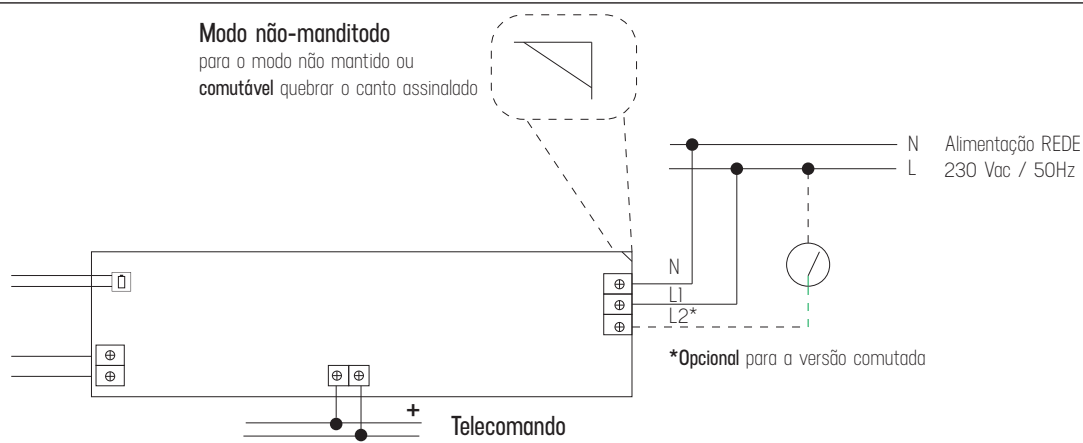 Modo não-manditodo
para o modo não mantido ou
comutável quebrar o canto assinalado
N Alimentação REDE
L 230 Vac / 50Hz
N
L1
L2*
*Opcional para a versão comutada
+
Telecomando